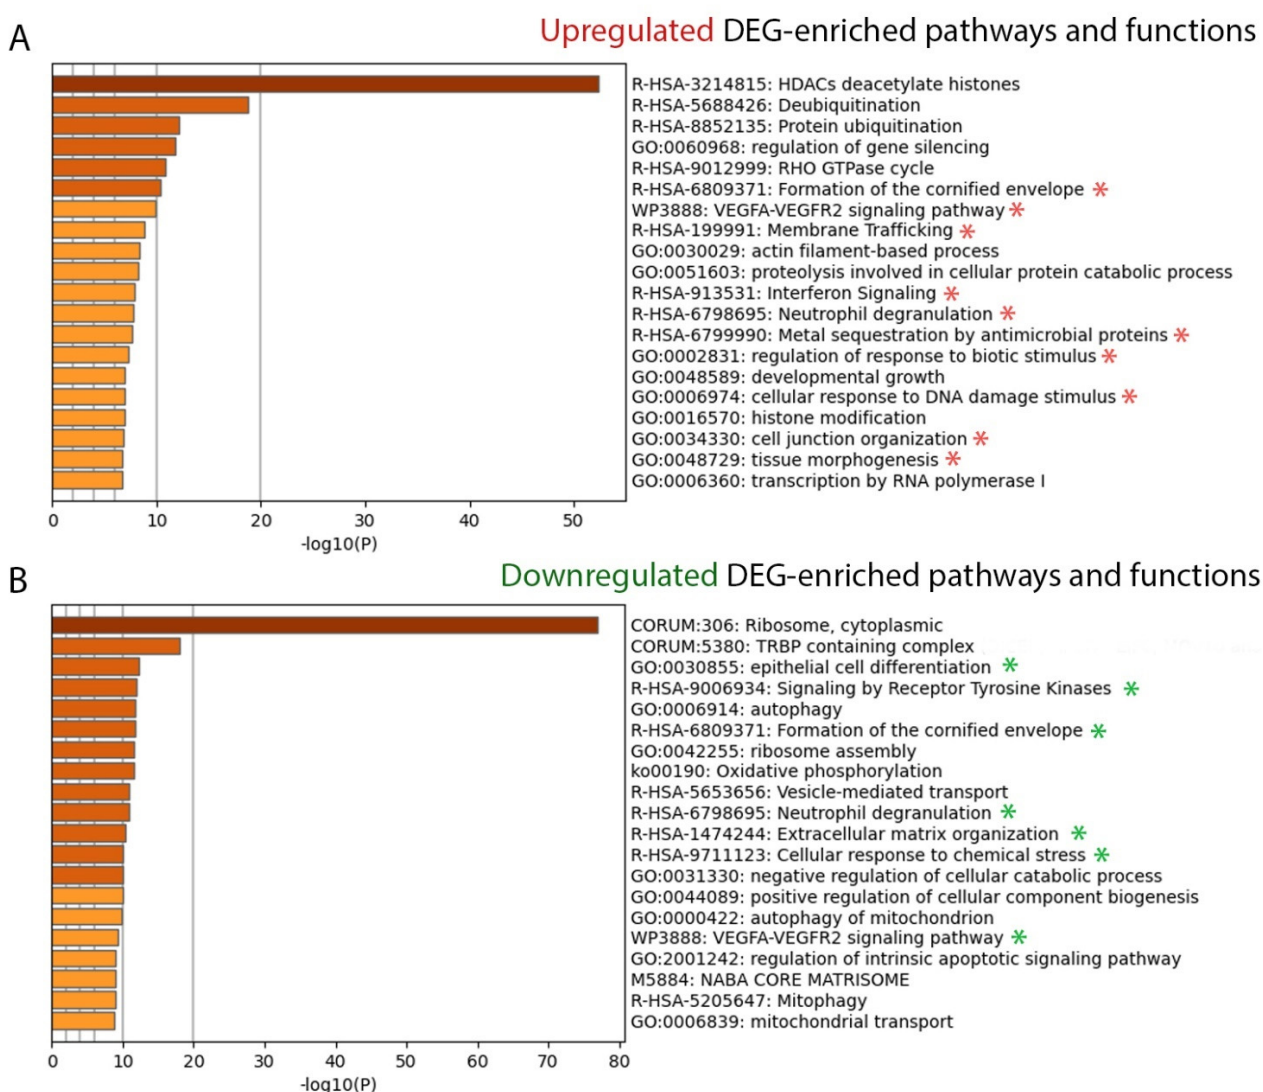 A
Upregulated DEG-enriched pathways and functions
R-HSA-3214815: HDACs deacetylate histones
R-HSA-5688426: Deubiquitination
R-HSA-8852135: Protein ubiquitination
GO:0060968: regulation of gene silencing
R-HSA-9012999: RHO GTPase cycle
R-HSA-6809371: Formation of the cornified envelope *
WP3888: VEGFA-VEGFR2 signaling pathway *
R-HSA-199991: Membrane Trafficking *
GO:0030029: actin filament-based process
GO:0051603: proteolysis involved in cellular protein catabolic process
R-HSA-913531: Interferon Signaling *
R-HSA-6798695: Neutrophil degranulation *
R-HSA-6799990: Metal sequestration by antimicrobial proteins *
GO:0002831: regulation of response to biotic stimulus *
GO:0048589: developmental growth
GO:0006974: cellular response to DNA damage stimulus *
GO:0016570: histone modification
GO:0034330: cell junction organization *
GO:0048729: tissue morphogenesis *
GO:0006360: transcription by RNA polymerase I
0 10 20 30 40 50
-log10(P)
B
Downregulated DEG-enriched pathways and functions
CORUM:306: Ribosome, cytoplasmic
CORUM:5380: TRBP containing complex
GO:0030855: epithelial cell differentiation *
R-HSA-9006934: Signaling by Receptor Tyrosine Kinases *
GO:0006914: autophagy
R-HSA-6809371: Formation of the cornified envelope *
GO:0042255: ribosome assembly
ko00190: Oxidative phosphorylation
R-HSA-5653656: Vesicle-mediated transport
R-HSA-6798695: Neutrophil degranulation *
R-HSA-1474244: Extracellular matrix organization *
R-HSA-9711123: Cellular response to chemical stress *
GO:0031330: negative regulation of cellular catabolic process
GO:0044089: positive regulation of cellular component biogenesis
GO:0000422: autophagy of mitochondrion
WP3888: VEGFA-VEGFR2 signaling pathway *
GO:2001242: regulation of intrinsic apoptotic signaling pathway
M5884: NABA CORE MATRISOME
R-HSA-5205647: Mitophagy
GO:0006839: mitochondrial transport
0 10 20 30 40 50 60 70 80
-log10(P)